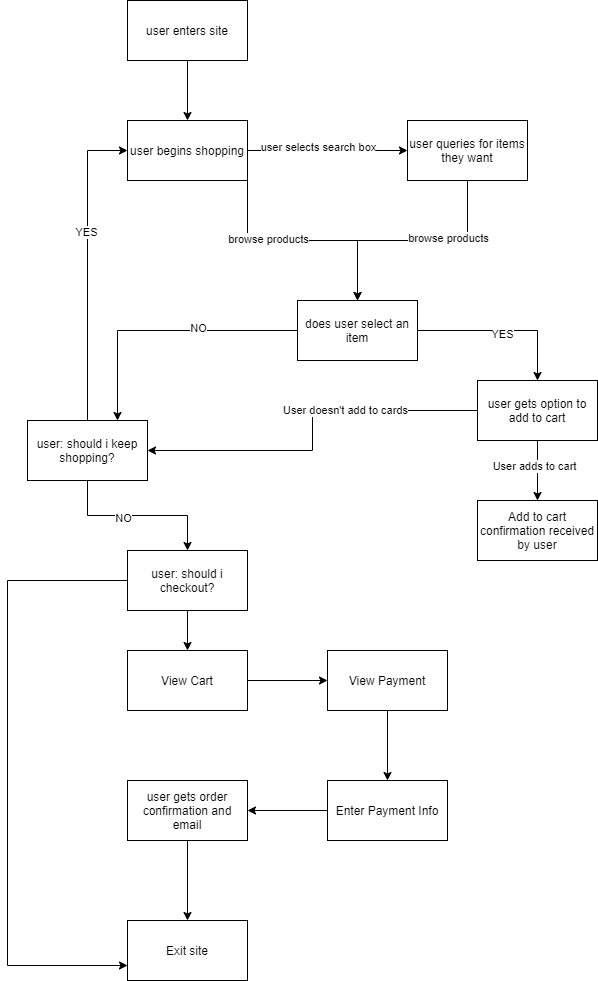 user enters site
user begins shopping
user selects search box
user queries for items
they want
YES
browse products
browse products
does user select an
item
NO
YES
user gets option to
add to cart
User doesn't add to cards
user: should i keep
shopping?
User adds to cart
Add to cart
confirmation received
by user
NO
user: should i
checkout?
View Cart
View Payment
user gets order
confirmation and
email
Enter Payment Info
Exit site